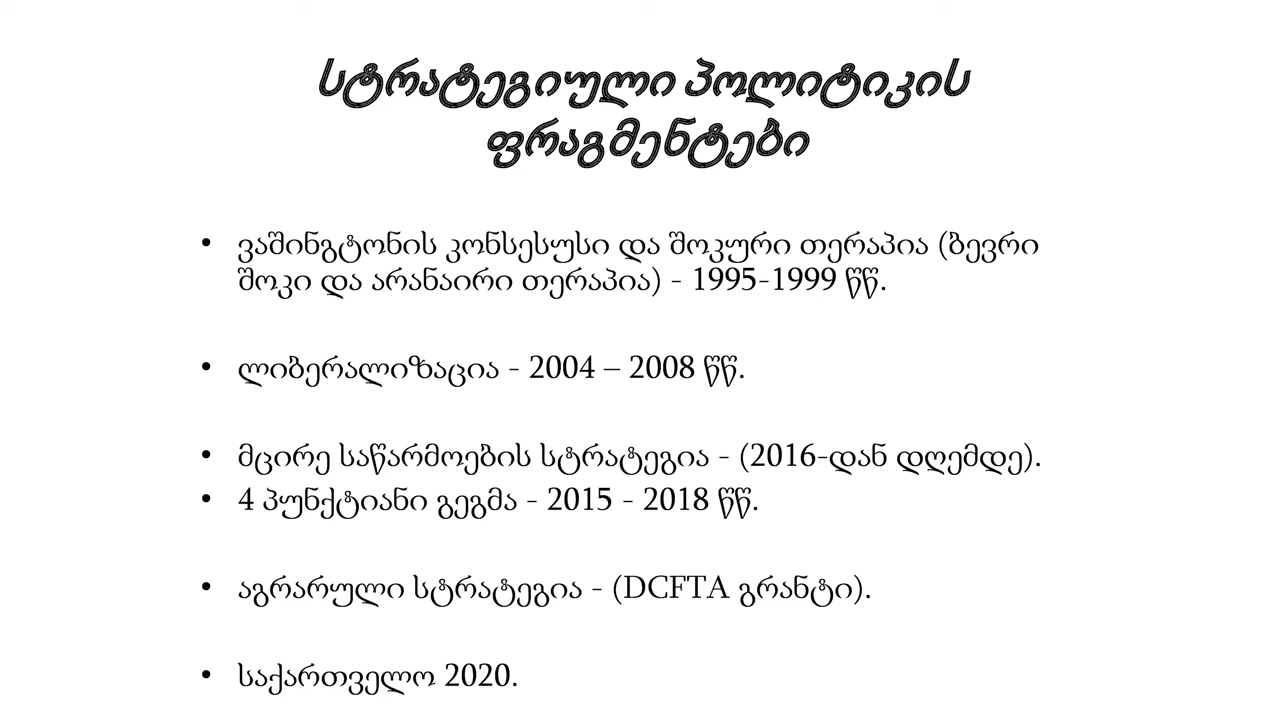 სტრატეგიული პოლიტიკის
ფრაგმენტები
• ვაშინგტონის კონსესუსი და შოკური თერაპია (ბევრი
შოკი და არანაირი თერაპია) - 1995-1999 წწ.
• ლიბერალიზაცია - 2004 – 2008 წწ.
• მცირე საწარმოების სტრატეგია - (2016-დან დღემდე).
• 4 პუნქტიანი გეგმა - 2015 - 2018 წწ.
• აგრარული სტრატეგია - (DCFTA გრანტი).
• საქართველო 2020.